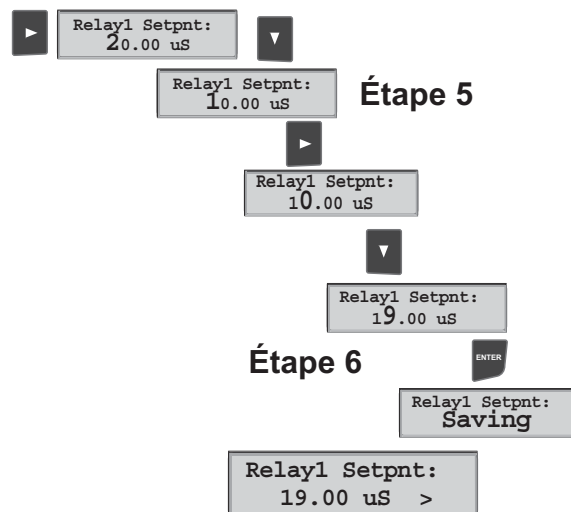 Relay1 Setpnt:
20.00 uS
Relay1 Setpnt:
10.00 uS
Étape 5
Relay1 Setpnt:
10.00 uS
Relay1 Setpnt:
19.00 uS
Étape 6
ENTER
Relay1 Setpnt:
Saving
Relay1 Setpnt:
19.00 uS >